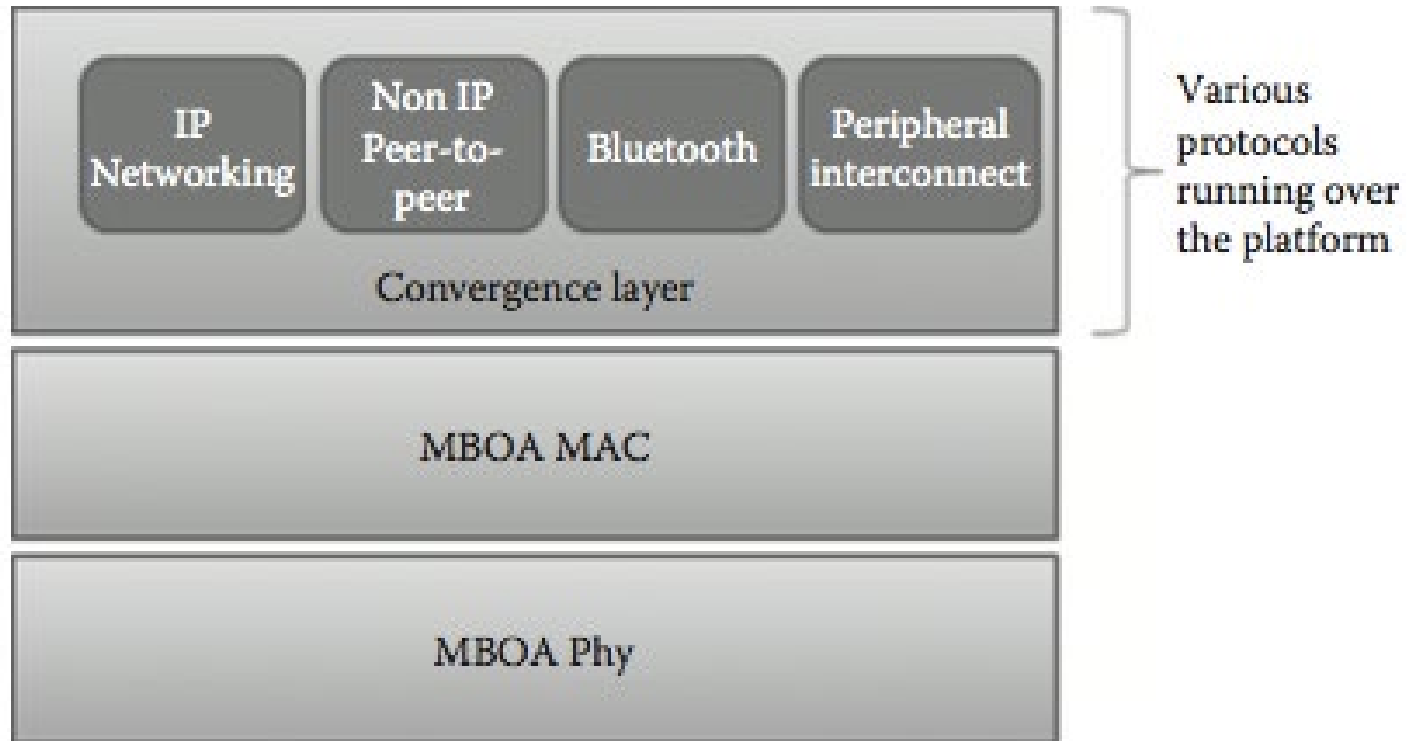 IP
Networking
Non IP
Peer-to-
peer
Bluetooth
Peripheral
interconnect
Convergence layer
Various
protocols
running over
the platform
MBOA MAC
MBOA Phy